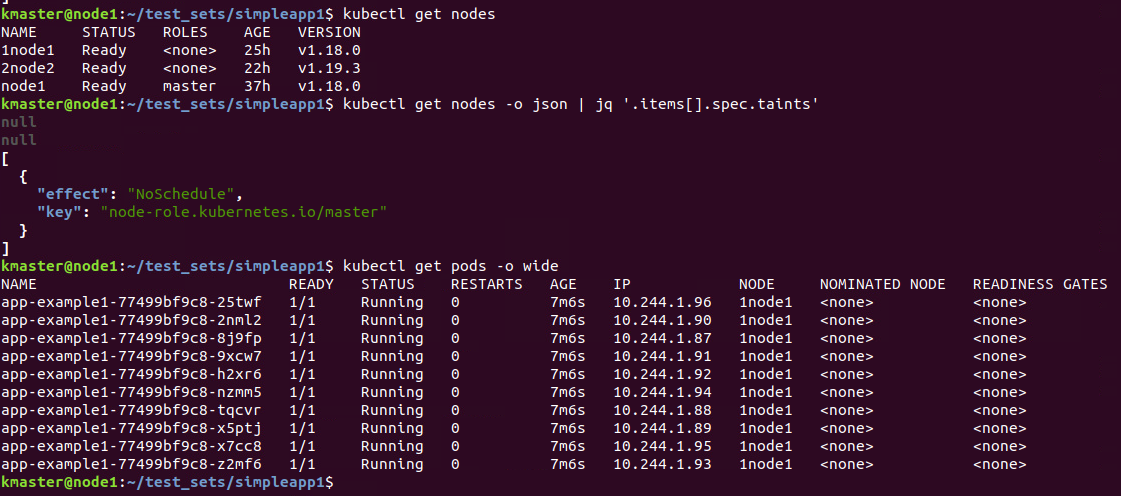 ]
kmaster@node1:~/test_sets/simpleapp1$ kubectl get nodes
NAME     STATUS   ROLES    AGE   VERSION
1node1   Ready    <none>   25h   v1.18.0
2node2   Ready    <none>   22h   v1.19.3
node1    Ready    master   37h   v1.18.0
kmaster@node1:~/test_sets/simpleapp1$ kubectl get nodes -o json | jq '.items[].spec.taints'
null
null
[
  {
    "effect": "NoSchedule",
    "key": "node-role.kubernetes.io/master"
  }
]
kmaster@node1:~/test_sets/simpleapp1$ kubectl get pods -o wide
NAME                            READY   STATUS    RESTARTS   AGE    IP            NODE     NOMINATED NODE   READINESS GATES
app-example1-77499bf9c8-25twf   1/1     Running   0          7m6s   10.244.1.96   1node1   <none>           <none>
app-example1-77499bf9c8-2nml2   1/1     Running   0          7m6s   10.244.1.90   1node1   <none>           <none>
app-example1-77499bf9c8-8j9fp   1/1     Running   0          7m6s   10.244.1.87   1node1   <none>           <none>
app-example1-77499bf9c8-9xcw7   1/1     Running   0          7m6s   10.244.1.91   1node1   <none>           <none>
app-example1-77499bf9c8-h2xr6   1/1     Running   0          7m6s   10.244.1.92   1node1   <none>           <none>
app-example1-77499bf9c8-nzmm5   1/1     Running   0          7m6s   10.244.1.94   1node1   <none>           <none>
app-example1-77499bf9c8-tqcvr   1/1     Running   0          7m6s   10.244.1.88   1node1   <none>           <none>
app-example1-77499bf9c8-x5ptj   1/1     Running   0          7m6s   10.244.1.89   1node1   <none>           <none>
app-example1-77499bf9c8-x7cc8   1/1     Running   0          7m6s   10.244.1.95   1node1   <none>           <none>
app-example1-77499bf9c8-z2mf6   1/1     Running   0          7m6s   10.244.1.93   1node1   <none>           <none>
kmaster@node1:~/test_sets/simpleapp1$